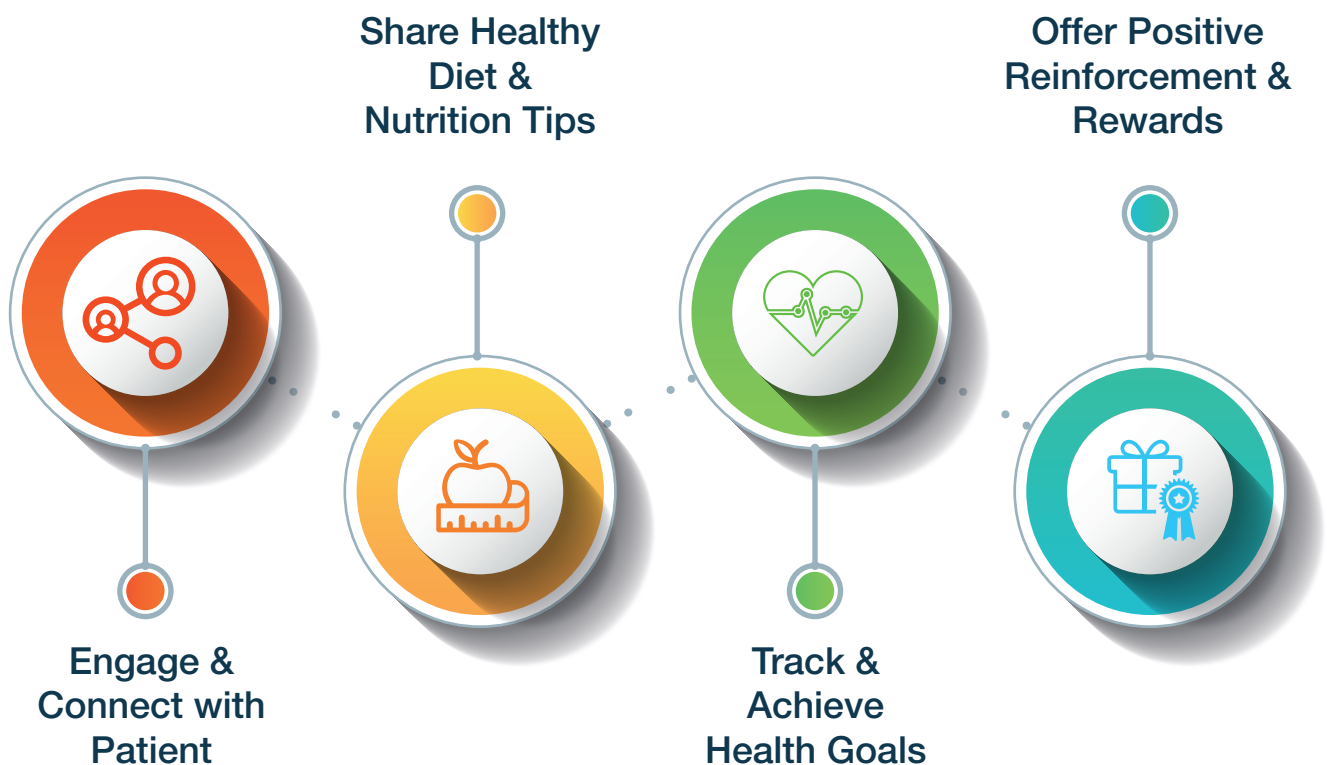 Share Healthy
Diet &
Nutrition Tips
Offer Positive
Reinforcement &
Rewards
Engage &
Connect with
Patient
Track &
Achieve
Health Goals